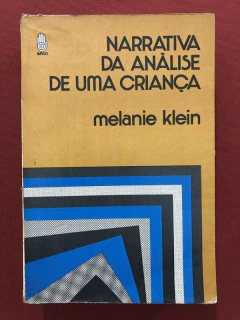 NARRATIVA
DA ANÁLISE
DE UMA CRIANÇA
melanie klein